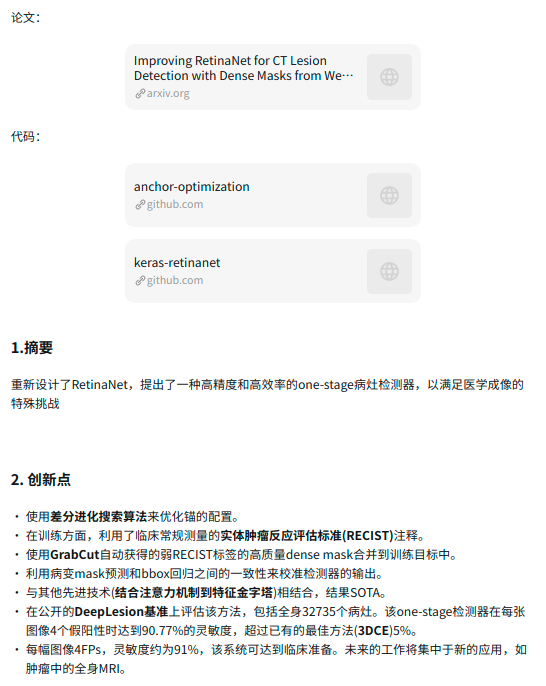 论文：
Improving RetinaNet for CT Lesion
Detection with Dense Masks from We…
arxiv.org
代码：
anchor-optimization
github.com
keras-retinanet
github.com
1.摘要
重新设计了RetinaNet，提出了一种高精度和高效率的one-stage病灶检测器，以满足医学成像的
特殊挑战
2. 创新点
• 使用差分进化搜索算法来优化锚的配置。
• 在训练方面，利用了临床常规测量的实体肿瘤反应评估标准(RECIST)注释。
• 使用GrabCut自动获得的弱RECIST标签的高质量dense mask合并到训练目标中。
• 利用病变mask预测和bbox回归之间的一致性来校准检测器的输出。
• 与其他先进技术(结合注意力机制到特征金字塔)相结合，结果SOTA。
• 在公开的DeepLesion基准上评估该方法，包括全身32735个病灶。该one-stage检测器在每张
图像4个假阳性时达到90.77%的灵敏度，超过已有的最佳方法(3DCE)5%。
• 每幅图像4FPs，灵敏度约为91%，该系统可达到临床准备。未来的工作将集中于新的应用，如
肿瘤中的全身MRI。